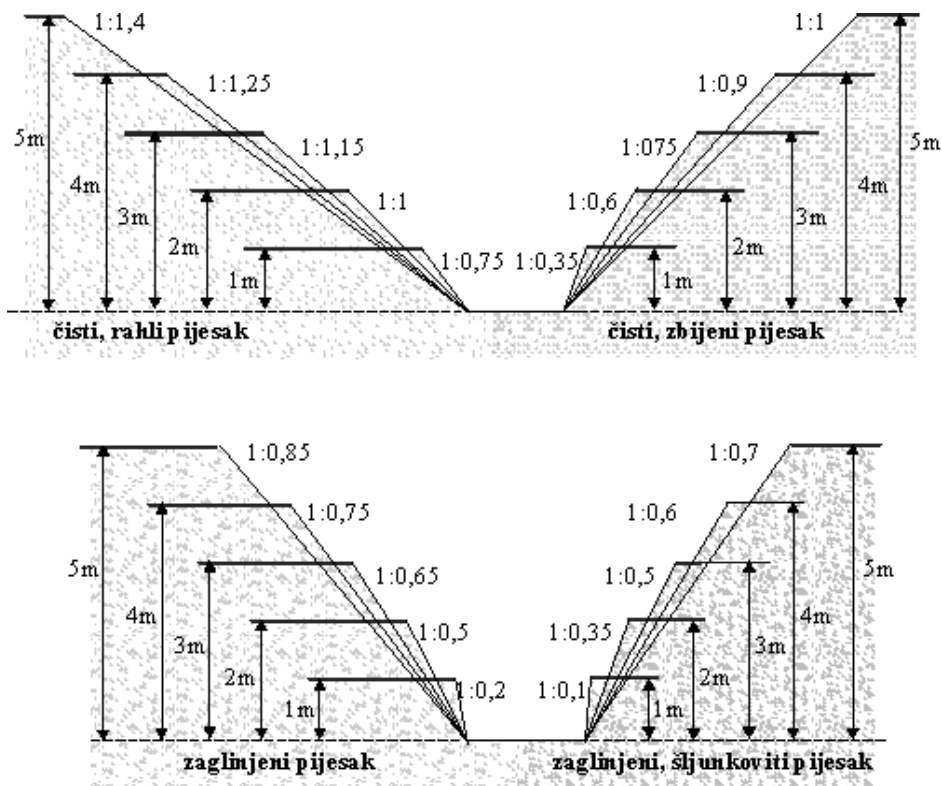 1:1,4
1:1
1:1,25
1:0,9
5m
1:1,15
1:075
5m
4m
4m
3m
1:1
1:0,6
3m
2m
2m
1m
1:0,75
1:0,35
1m
čisti, rahli pijesak
čisti, zbijeni pijesak
1:0,85
1:0,7
1:0,75
1:0,6
5m
1:0,65
1:0,5
5m
4m
4m
3m
1:0,5
1:0,35
3m
2m
2m
1m
1:0,2
1:0,1
1m
zaglinjeni pijesak
zaglinjeni, šljunkoviti pijesak